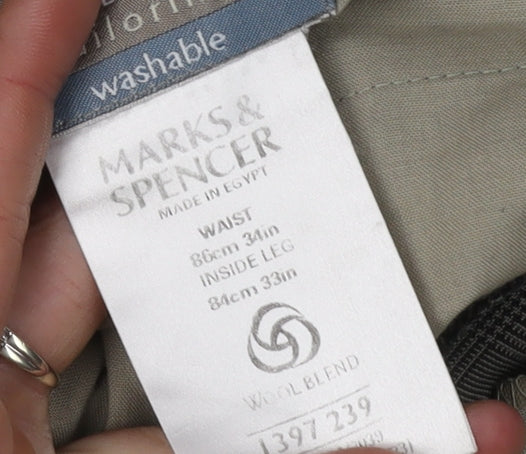 washable
MARKS &
SPENCER
MADE IN EGYPT
WAIST
86cm 34in
INSIDE LEG
84cm 33in
WOOL BLEND
1397 239